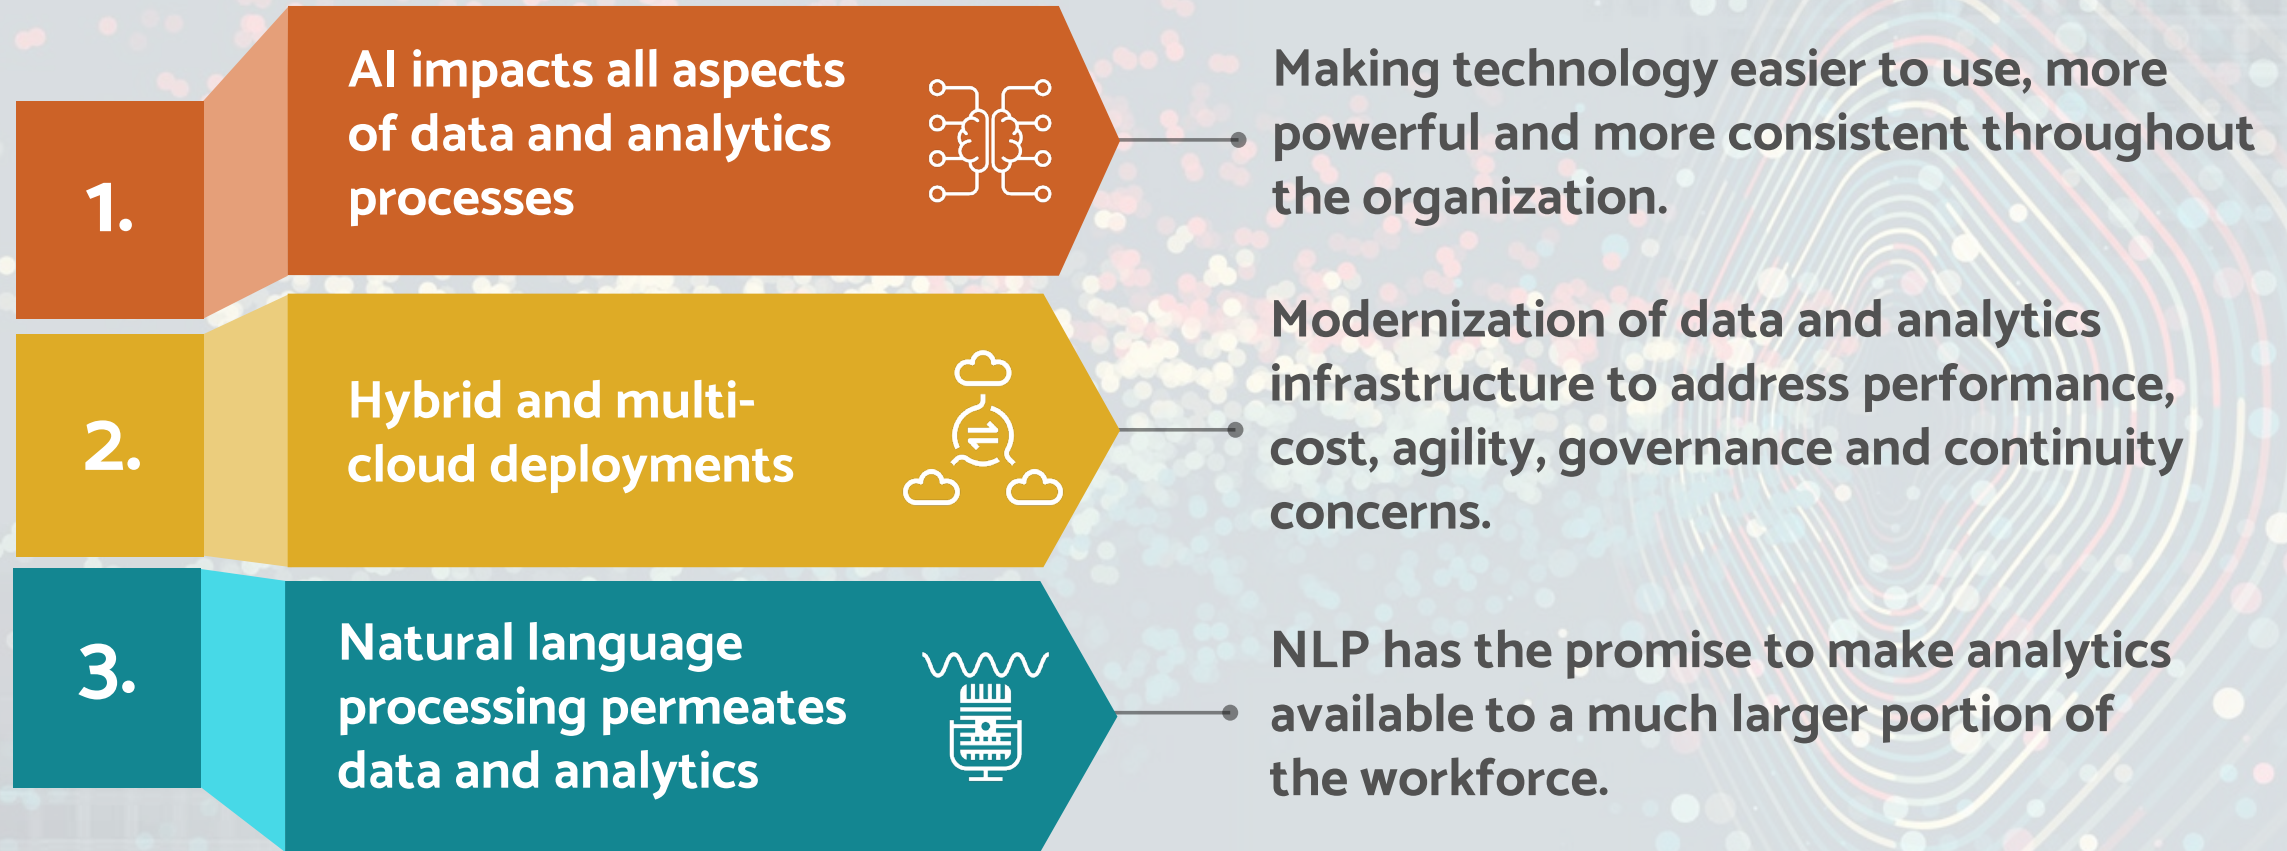 1.
AI impacts all aspects
of data and analytics
processes
Making technology easier to use, more
powerful and more consistent throughout
the organization.
2.
Hybrid and multi-
cloud deployments
Modernization of data and analytics
infrastructure to address performance,
cost, agility, governance and continuity
concerns.
3.
Natural language
processing permeates
data and analytics
NLP has the promise to make analytics
available to a much larger portion of
the workforce.